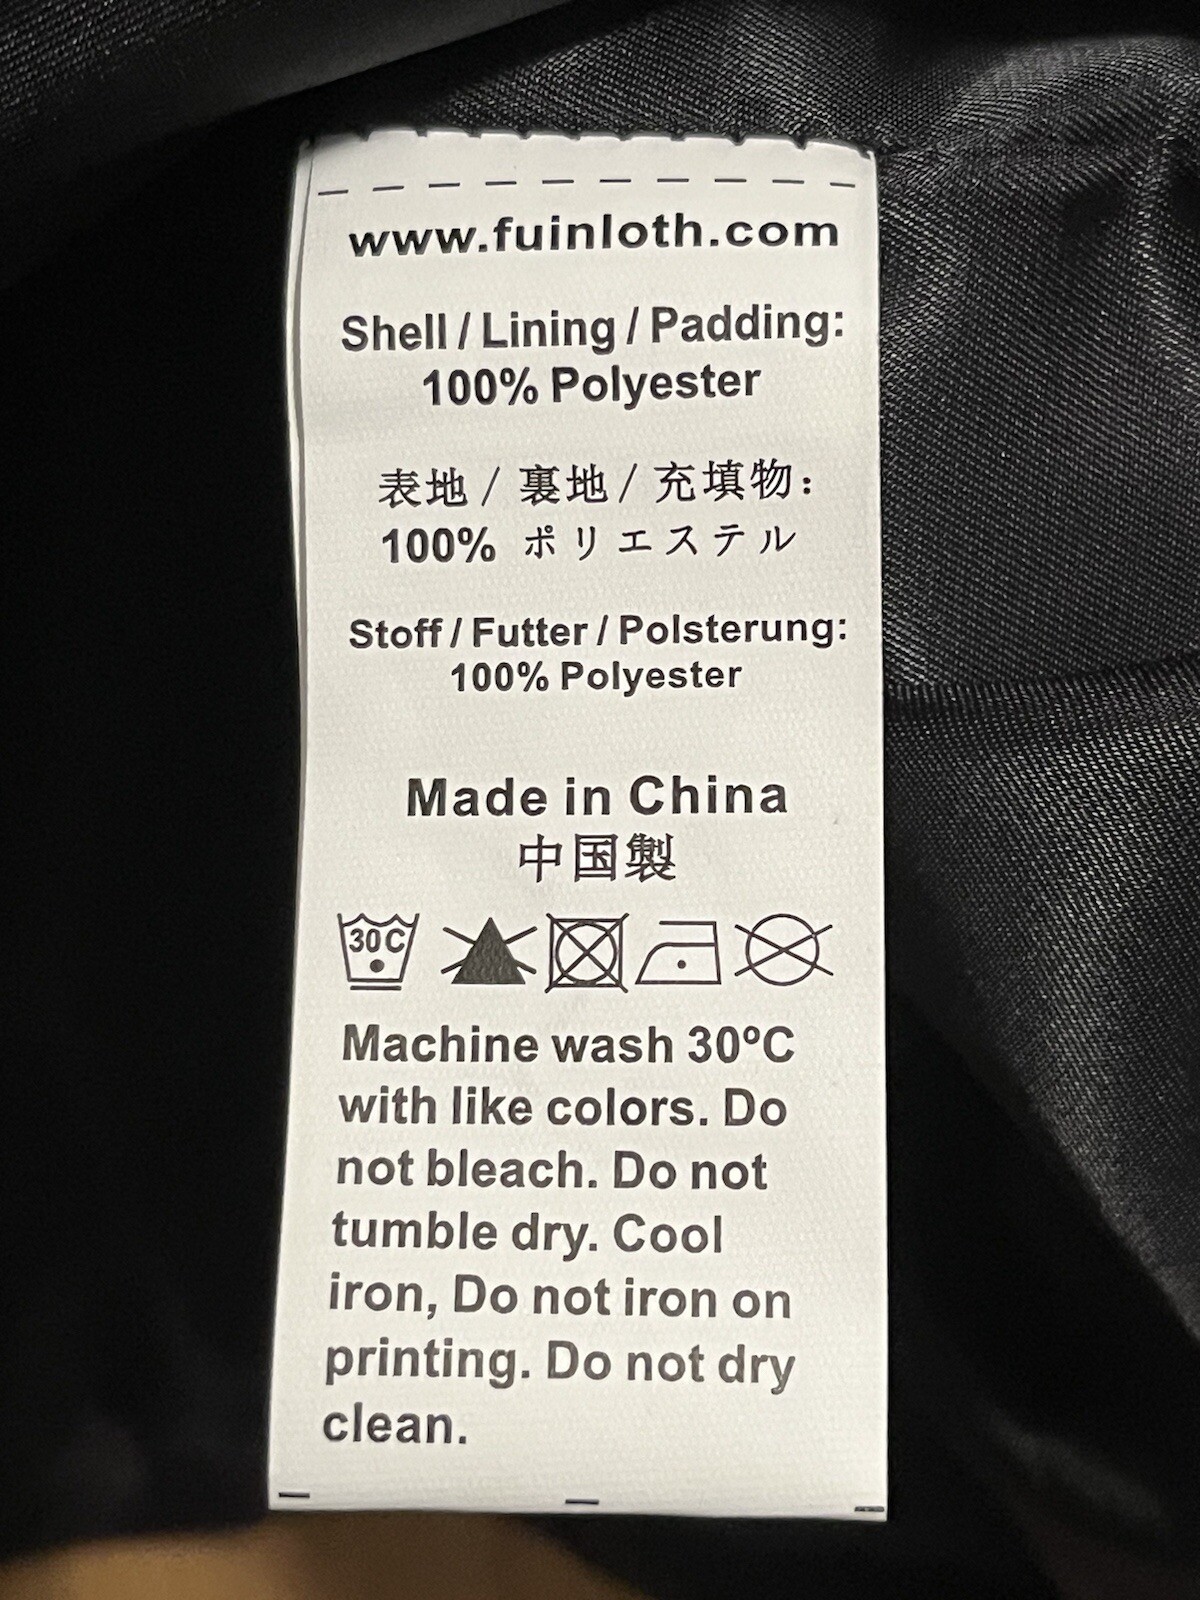 www.fuinloth.com
Shell / Lining / Padding:
100% Polyester
表地 / 裏地 / 充填物:
100% ポリエステル
Stoff / Futter / Polsterung:
100% Polyester
Made in China
中国製
30C
Machine wash 30ºC
with like colors. Do
not bleach. Do not
tumble dry. Cool
iron, Do not iron on
printing. Do not dry
clean.